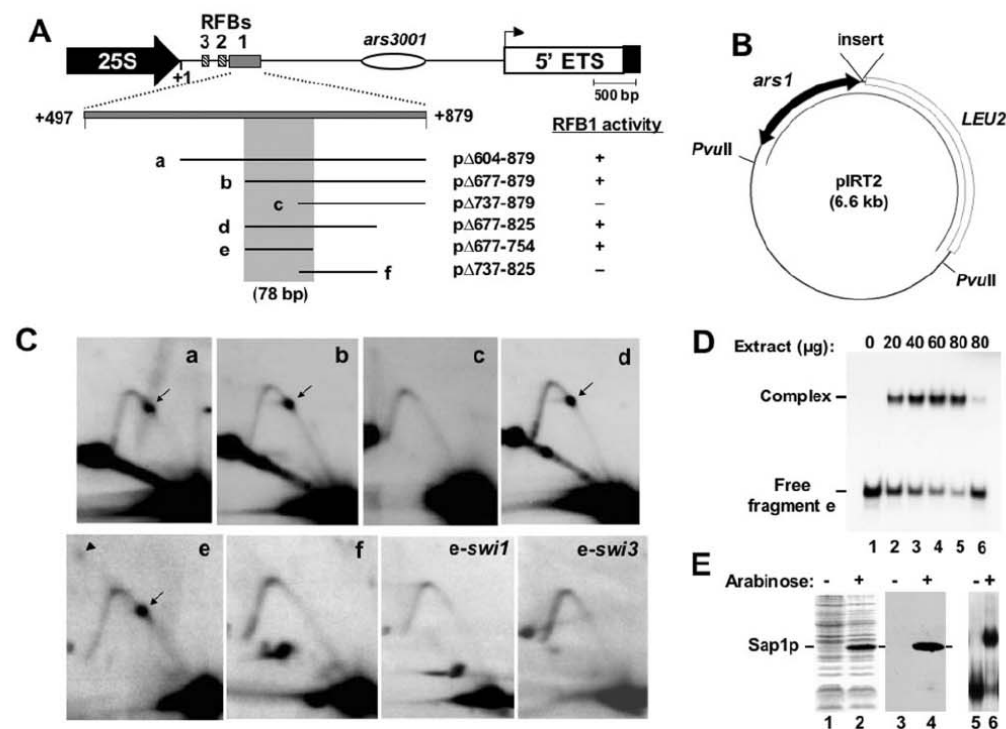 A
RFBs
3 2 1
ars3001
25S
+1
5' ETS
500 bp
+497
+879
RFB1 activity
a
pΔ604-879
+
b
pΔ677-879
+
c
pΔ737-879
–
d
pΔ677-825
+
e
pΔ677-754
+
f
pΔ737-825
–
(78 bp)
B
insert
ars1
LEU2
PvuII
pIRT2
(6.6 kb)
PvuII
C
a
b
c
d
e
f
e-swi1
e-swi3
D
Extract (µg): 0 20 40 60 80 80
Complex
Free
fragment e
1 2 3 4 5 6
E
Arabinose: - + - + - +
Sap1p
1 2 3 4 5 6